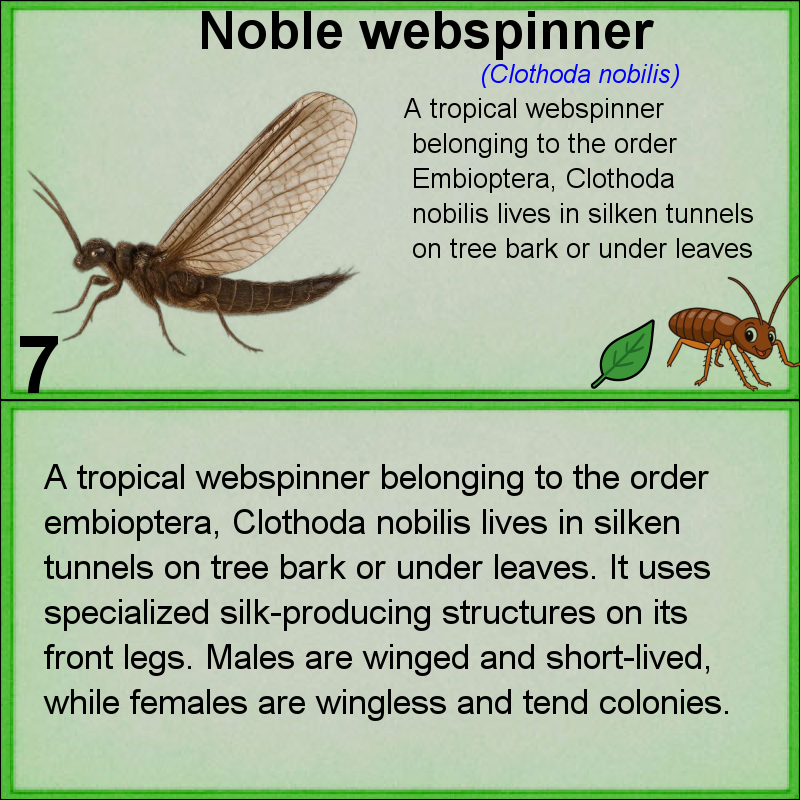 Noble webspinner
(Clothoda nobilis)
A tropical webspinner
belonging to the order
Embioptera, Clothoda
nobilis lives in silken tunnels
on tree bark or under leaves
7
A tropical webspinner belonging to the order
embioptera, Clothoda nobilis lives in silken
tunnels on tree bark or under leaves. It uses
specialized silk-producing structures on its
front legs. Males are winged and short-lived,
while females are wingless and tend colonies.